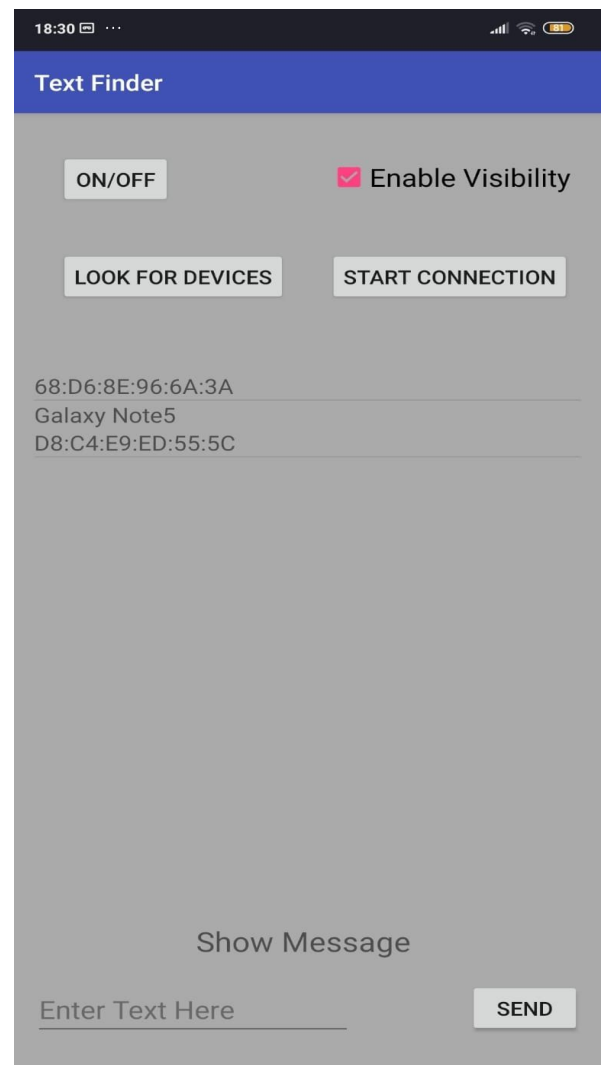 18:30 ... 81
Text Finder
ON/OFF Enable Visibility
LOOK FOR DEVICES START CONNECTION
68:D6:8E:96:6A:3A
Galaxy Note5
D8:C4:E9:ED:55:5C
Show Message
Enter Text Here SEND